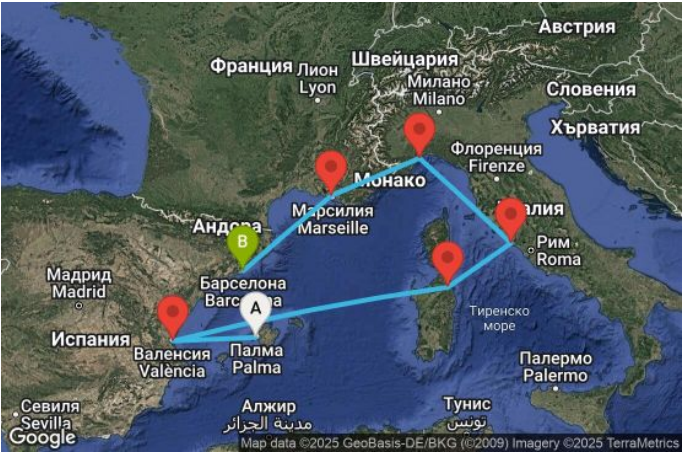 Австрия
Швейцария
Франция
Лион
Lyon
Милано
Milano
Словения
Хърватия
Флоренция
Firenze
Монако
Марсилия
Marseille
Андора
B
Рим
Roma
Мадрид
Madrid
Барселона
A
Тиренско
море
Испания
Валенсия
València
Палма
Palma
Палермо
Palermo
Севиля
Sevilla
Алжир
مدينة الجزائر
Тунис
تونس
Google
Map data ©2025 GeoBasis-DE/BKG (©2009) Imagery ©2025 TerraMetrics